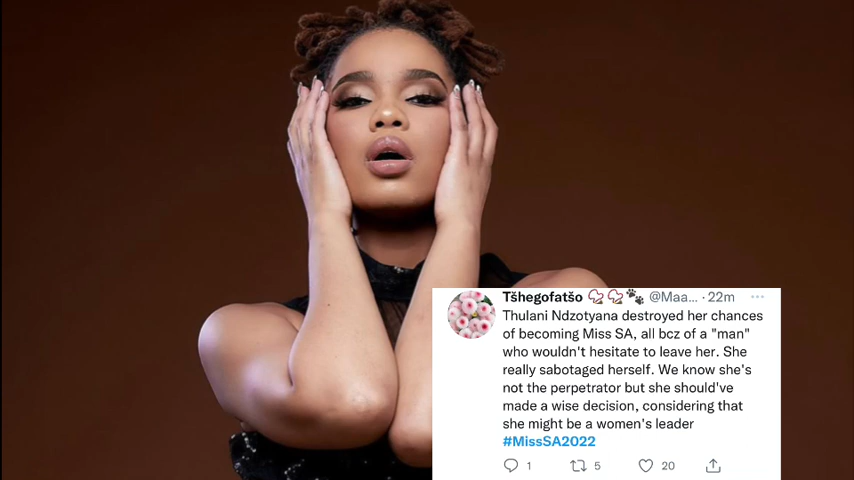 Tšhegofatšo @Maa... · 22m
Thulani Ndzotyana destroyed her chances
of becoming Miss SA, all bcz of a "man"
who wouldn't hesitate to leave her. She
really sabotaged herself. We know she's
not the perpetrator but she should've
made a wise decision, considering that
she might be a women's leader
#MissSA2022
1 5 20